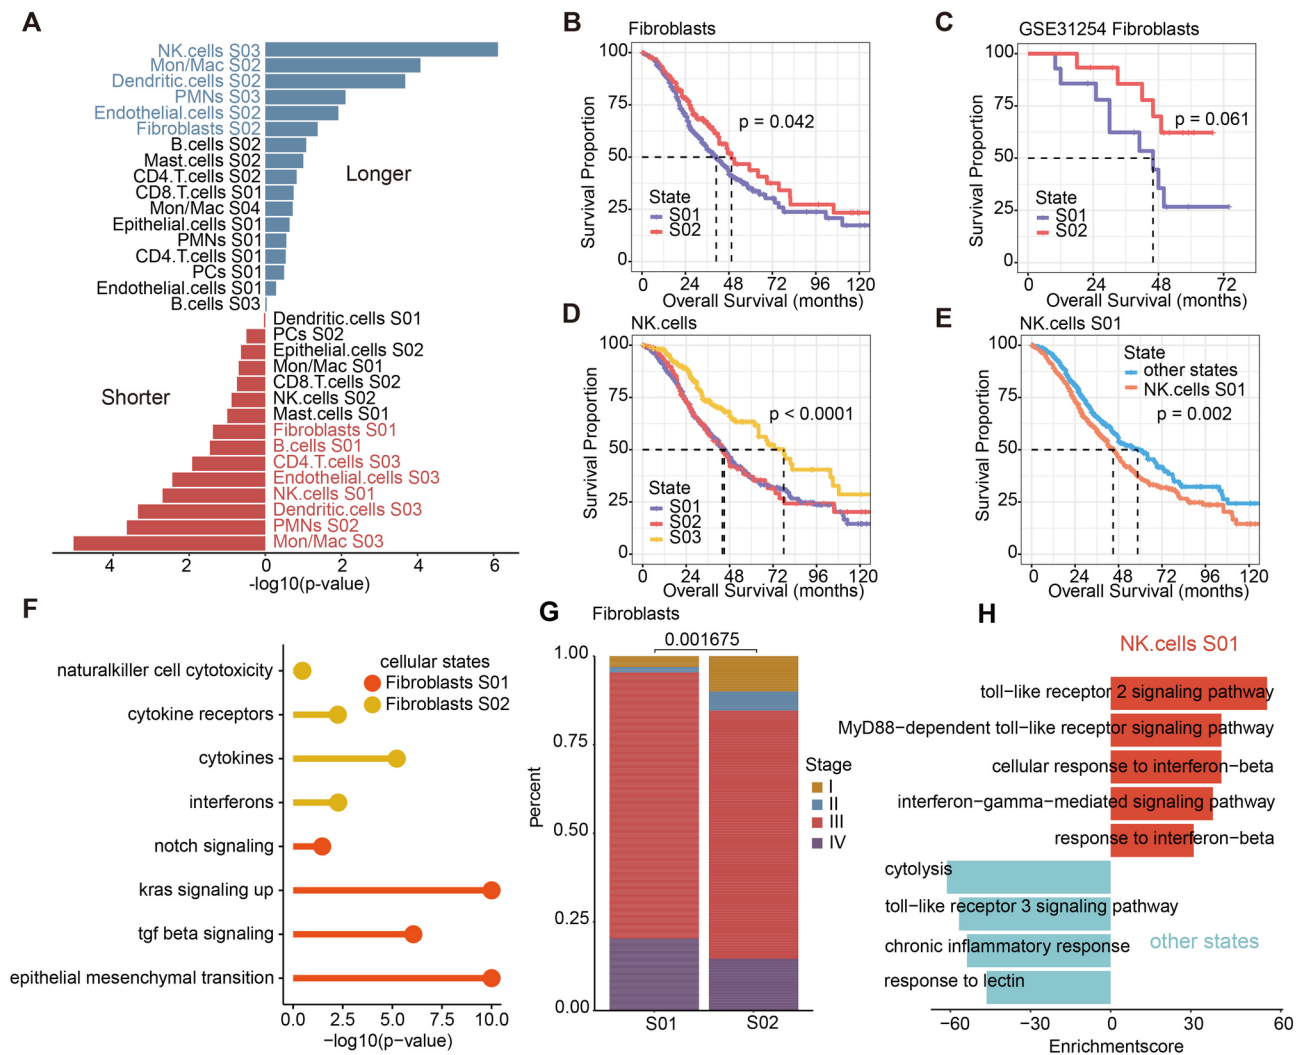 A
NK.cells S03
Mon/Mac S02
Dendritic.cells S02
PMNs S03
Endothelial.cells S02
Fibroblasts S02
B.cells S02
Mast.cells S02
CD4.T.cells S02
CD8.T.cells S01
Mon/Mac S04
Epithelial.cells S01
PMNs S01
CD4.T.cells S01
PCs S01
Endothelial.cells S01
B.cells S03
Longer
Dendritic.cells S01
PCs S02
Epithelial.cells S02
Mon/Mac S01
CD8.T.cells S02
NK.cells S02
Mast.cells S01
Fibroblasts S01
B.cells S01
CD4.T.cells S03
Endothelial.cells S03
NK.cells S01
Dendritic.cells S03
PMNs S02
Mon/Mac S03
Shorter
4 2 0 2 4 6
-log10(p-value)
B
Fibroblasts
Survival Proportion
100
75
50
25
0
p = 0.042
State
S01
S02
0 24 48 72 96 120
Overall Survival (months)
C
GSE31254 Fibroblasts
Survival Proportion
100
75
50
25
0
p = 0.061
State
S01
S02
0 24 48 72
Overall Survival (months)
D
NK.cells
Survival Proportion
100
75
50
25
0
p < 0.0001
State
S01
S02
S03
0 24 48 72 96 120
Overall Survival (months)
E
NK.cells S01
Survival Proportion
100
75
50
25
0
State
other states
NK.cells S01
p = 0.002
0 24 48 72 96 120
Overall Survival (months)
F
naturalkiller cell cytotoxicity
cytokine receptors
cytokines
interferons
notch signaling
kras signaling up
tgf beta signaling
epithelial mesenchymal transition
cellular states
Fibroblasts S01
Fibroblasts S02
0.0 2.5 5.0 7.5 10.0
−log10(p−value)
G
Fibroblasts
0.001675
Percent
1.00
0.75
0.50
0.25
0.00
S01 S02
Stage
I
II
III
IV
H
NK.cells S01
toll−like receptor 2 signaling pathway
MyD88−dependent toll−like receptor signaling pathway
cellular response to interferon−beta
interferon−gamma−mediated signaling pathway
response to interferon−beta
cytolysis
toll−like receptor 3 signaling pathway
chronic inflammatory response
response to lectin
other states
−60 −30 0 30 60
Enrichmentscore